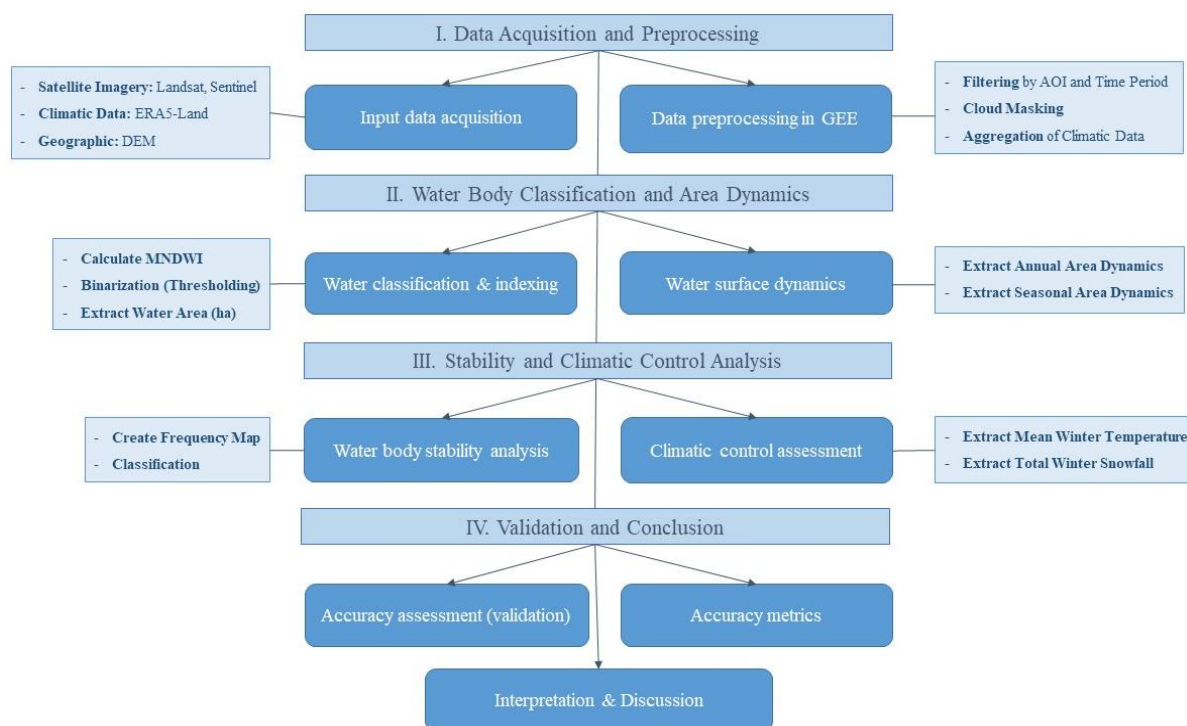 I. Data Acquisition and Preprocessing
- Satellite Imagery: Landsat, Sentinel
- Climatic Data: ERA5-Land
- Geographic: DEM
Input data acquisition
Data preprocessing in GEE
- Filtering by AOI and Time Period
- Cloud Masking
- Aggregation of Climatic Data
II. Water Body Classification and Area Dynamics
- Calculate MNDWI
- Binarization (Thresholding)
- Extract Water Area (ha)
Water classification & indexing
Water surface dynamics
- Extract Annual Area Dynamics
- Extract Seasonal Area Dynamics
III. Stability and Climatic Control Analysis
- Create Frequency Map
- Classification
Water body stability analysis
Climatic control assessment
- Extract Mean Winter Temperature
- Extract Total Winter Snowfall
IV. Validation and Conclusion
Accuracy assessment (validation)
Accuracy metrics
Interpretation & Discussion